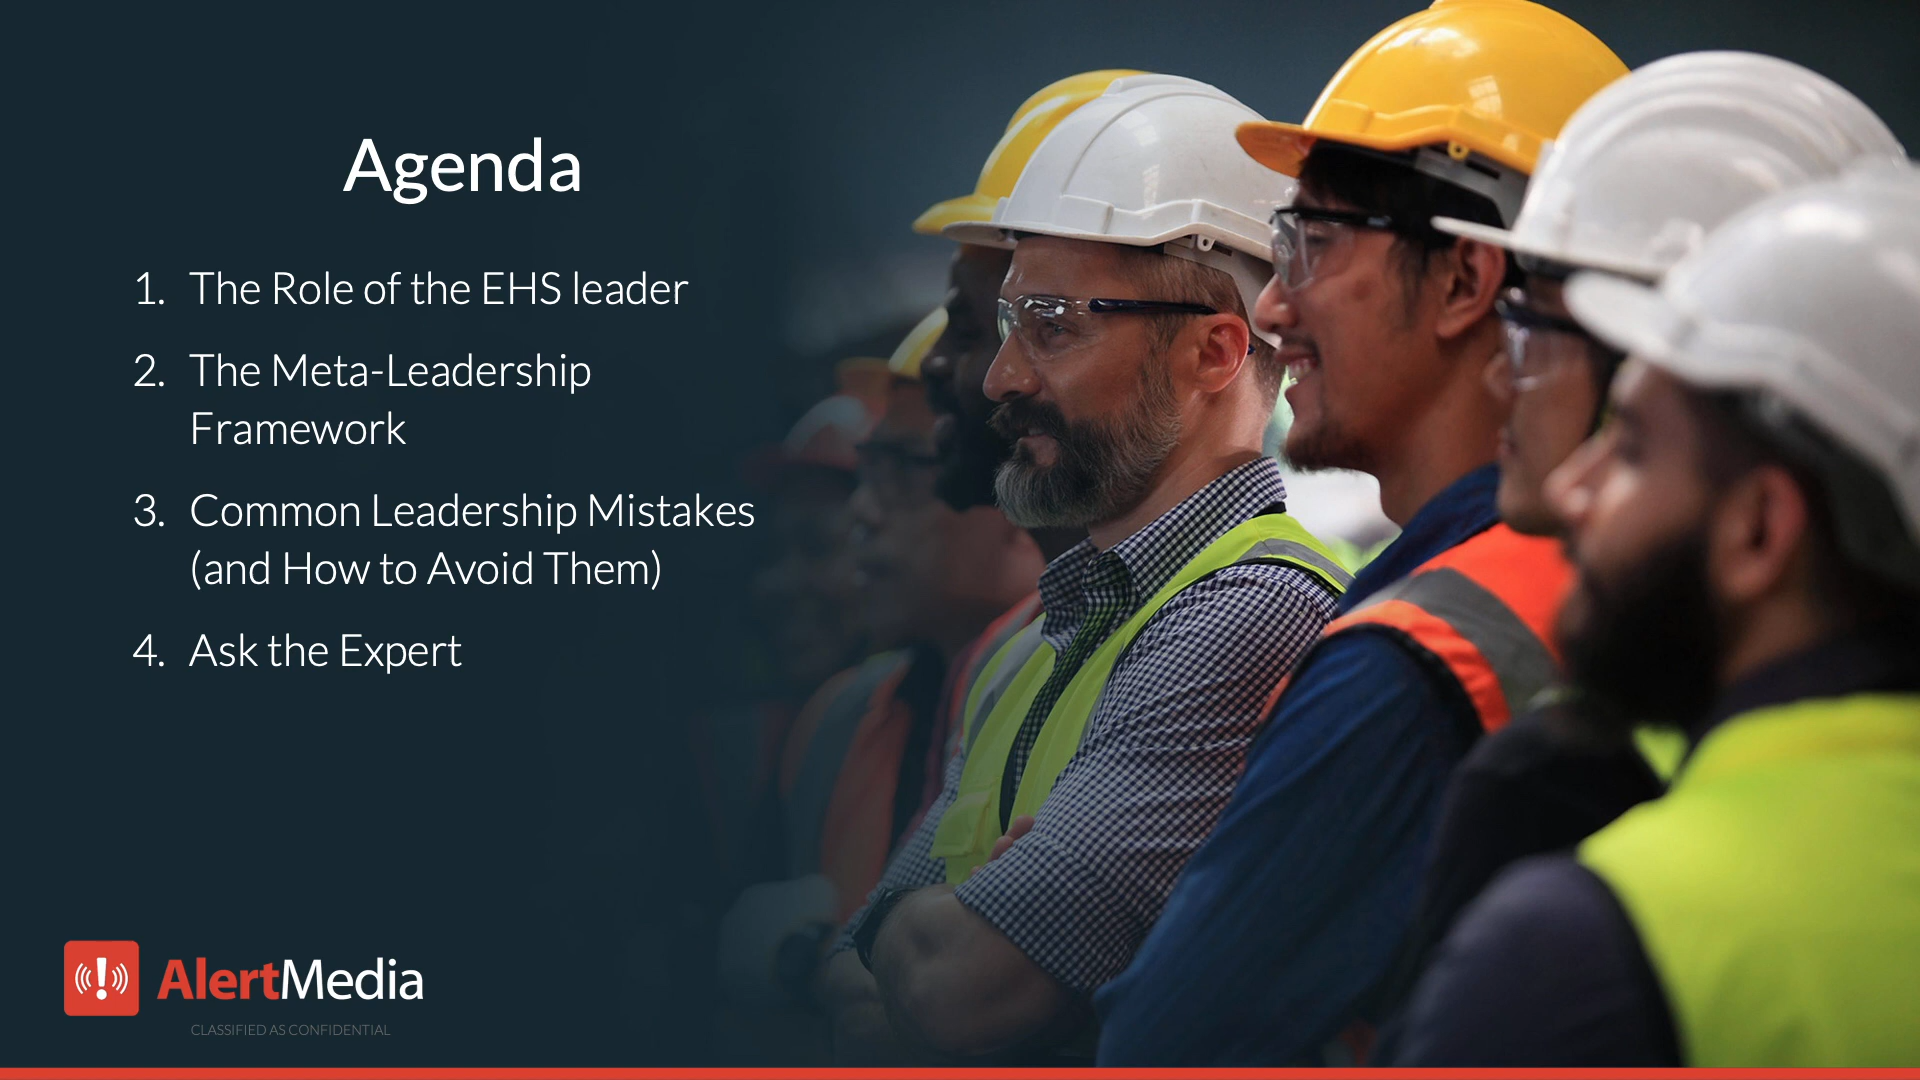 Agenda
1. The Role of the EHS leader
2. The Meta-Leadership
Framework
3. Common Leadership Mistakes
(and How to Avoid Them)
4. Ask the Expert
AlertMedia
CLASSIFIED AS CONFIDENTIAL